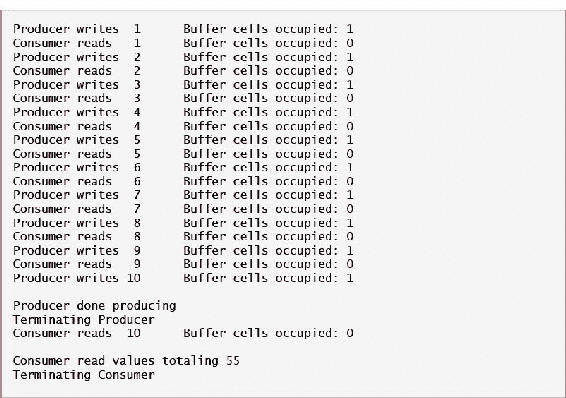 Producer writes  1      Buffer cells occupied: 1
Consumer reads   1      Buffer cells occupied: 0
Producer writes  2      Buffer cells occupied: 1
Consumer reads   2      Buffer cells occupied: 0
Producer writes  3      Buffer cells occupied: 1
Consumer reads   3      Buffer cells occupied: 0
Producer writes  4      Buffer cells occupied: 1
Consumer reads   4      Buffer cells occupied: 0
Producer writes  5      Buffer cells occupied: 1
Consumer reads   5      Buffer cells occupied: 0
Producer writes  6      Buffer cells occupied: 1
Consumer reads   6      Buffer cells occupied: 0
Producer writes  7      Buffer cells occupied: 1
Consumer reads   7      Buffer cells occupied: 0
Producer writes  8      Buffer cells occupied: 1
Consumer reads   8      Buffer cells occupied: 0
Producer writes  9      Buffer cells occupied: 1
Consumer reads   9      Buffer cells occupied: 0
Producer writes 10      Buffer cells occupied: 1
Producer done producing
Terminating Producer
Consumer reads  10      Buffer cells occupied: 0
Consumer read values totaling 55
Terminating Consumer